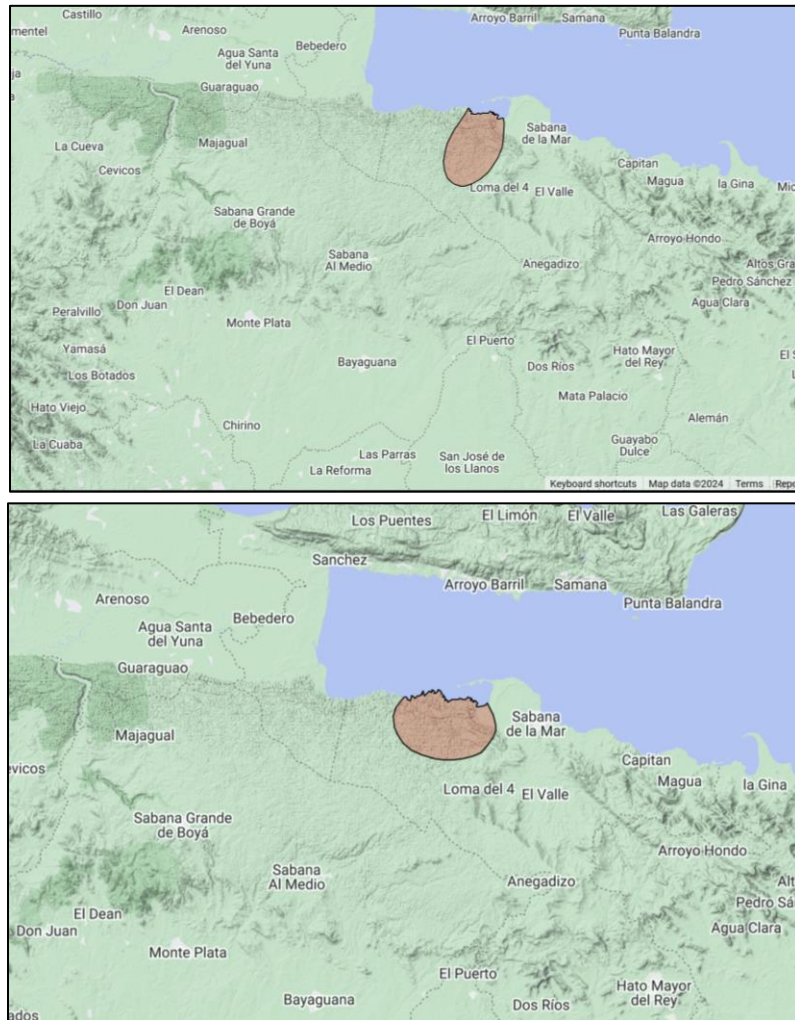 Castillo
Arroyo Barril
Samana
mentel
Arenoso
Bebedero
Punta Balandra
Agua Santa
del Yuna
ja
Guaraguao
a
La Cueva
Majagual
Sabana
de la Mar
Cevicos
Capitan
Loma del 4
El Valle
Magua
la Gina
Mic
Sabana Grande
de Boyá
Arroyo Hondo
Sabana
Al Medio
Anegadizo
Altos Gra
El Dean
Pedro Sánchez
Don Juan
Agua Clara
Peralvillo
Monte Plata
El Puerto
Yamasá
Hato Mayor
del Rey
Bayaguana
Dos Ríos
El S
Los Botados
L
Mata Palacio
Hato Viejo
Alemán
Chirino
La Cuaba
Guayabo
Dulce
Las Parras
San José de
los Llanos
La Reforma
Keyboard shortcuts Map data ©2024 Terms Repo
Los Puentes
El Limón
El Valle
Las Galeras
Sanchez
Arroyo Barril
Samana
Arenoso
Punta Balandra
Bebedero
Agua Santa
del Yuna
Guaraguao
Majagual
Sabana
de la Mar
evicos
Capitan
Loma del 4
El Valle
Magua
la Gina
Sabana Grande
de Boyá
Arroyo Hondo
Sabana
Al Medio
Anegadizo
Alt
El Dean
Pedro Sá
Don Juan
Agua Clara
Monte Plata
El Puerto
Hato Mayor
del Rey
Bayaguana
Dos Ríos
ados